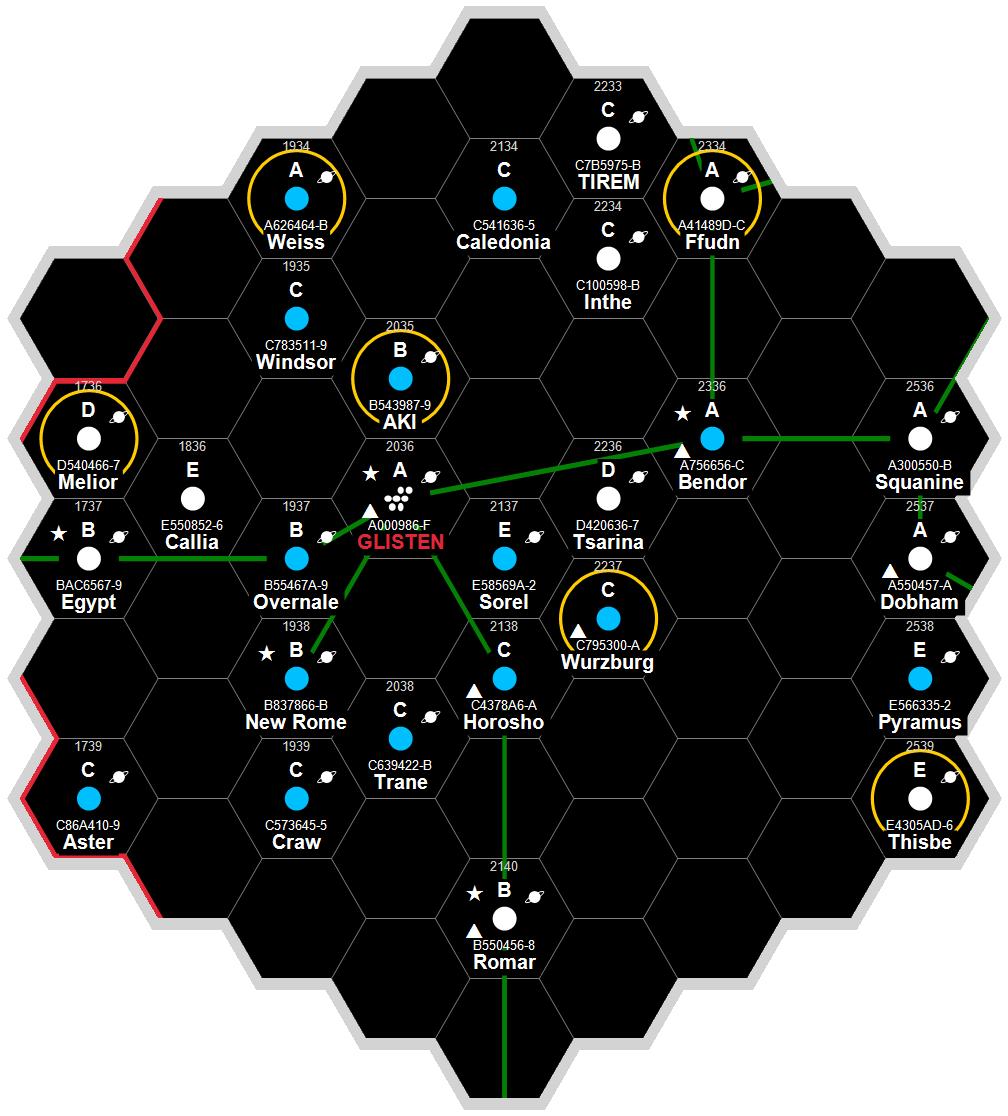 2233
C
C7B5975-B
TIREM
1934
A
A626464-B
Weiss
2134
C
C541636-5
Caledonia
2334
A
A41489D-C
Ffudn
2234
C
C100598-B
Inthe
1935
C
C783511-9
Windsor
2035
B
B543987-9
AKI
1736
D
D540466-7
Melior
2336
A
A756656-C
Bendor
2536
A
A300550-B
Squanine
1836
E
E550852-6
Callia
2036
A
A000986-F
GLISTEN
2236
D
D420636-7
Tsarina
1737
B
BAC6567-9
Egypt
1937
B
B55467A-9
Overnale
2137
E
E58569A-2
Sorel
2537
A
A550457-A
Dobham
2237
C
C795300-A
Wurzburg
1938
B
B837866-B
New Rome
2138
C
C4378A6-A
Horosho
2538
E
E566335-2
Pyramus
2038
C
C639422-B
Trane
1739
C
C86A410-9
Aster
1939
C
C573645-5
Craw
2539
E
E4305AD-6
Thisbe
2140
B
B550456-8
Romar